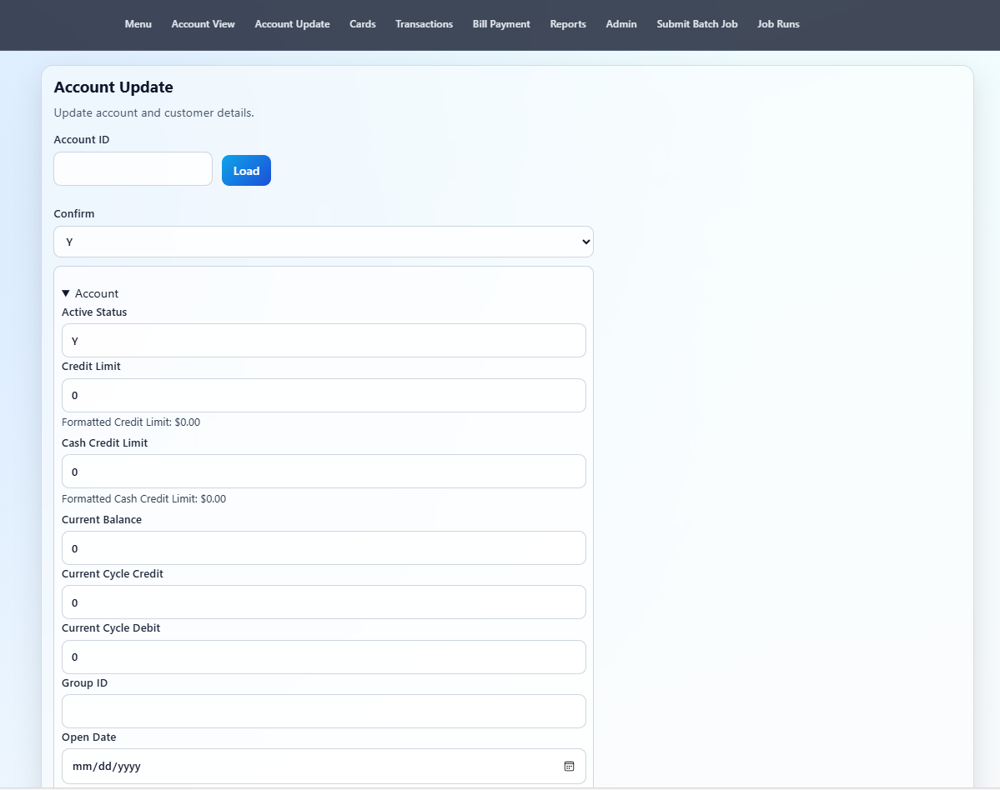 Menu Account View Account Update Cards Transactions Bill Payment Reports Admin Submit Batch Job Job Runs
Account Update
Update account and customer details.
Account ID
Load
Confirm
Y
Account
Active Status
Y
Credit Limit
0
Formatted Credit Limit: $0.00
Cash Credit Limit
0
Formatted Cash Credit Limit: $0.00
Current Balance
0
Current Cycle Credit
0
Current Cycle Debit
0
Group ID
Open Date
mm/dd/yyyy